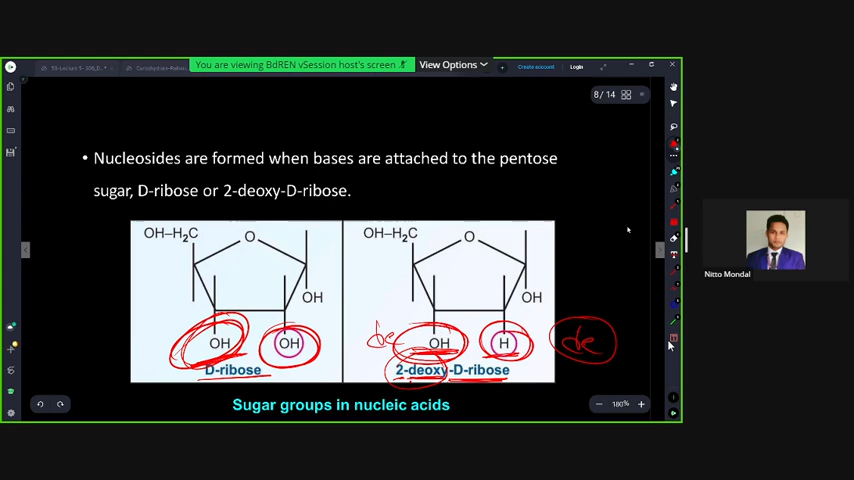 You are viewing BdREN vSession host's screen
View Options
Create account
Login
8 / 14
• Nucleosides are formed when bases are attached to the pentose
sugar, D-ribose or 2-deoxy-D-ribose.
OH–H₂C
O
OH
OH
OH
D-ribose
OH–H₂C
O
OH
OH
H
de
de
2-deoxy-D-ribose
Sugar groups in nucleic acids
180%
Nitto Mondal